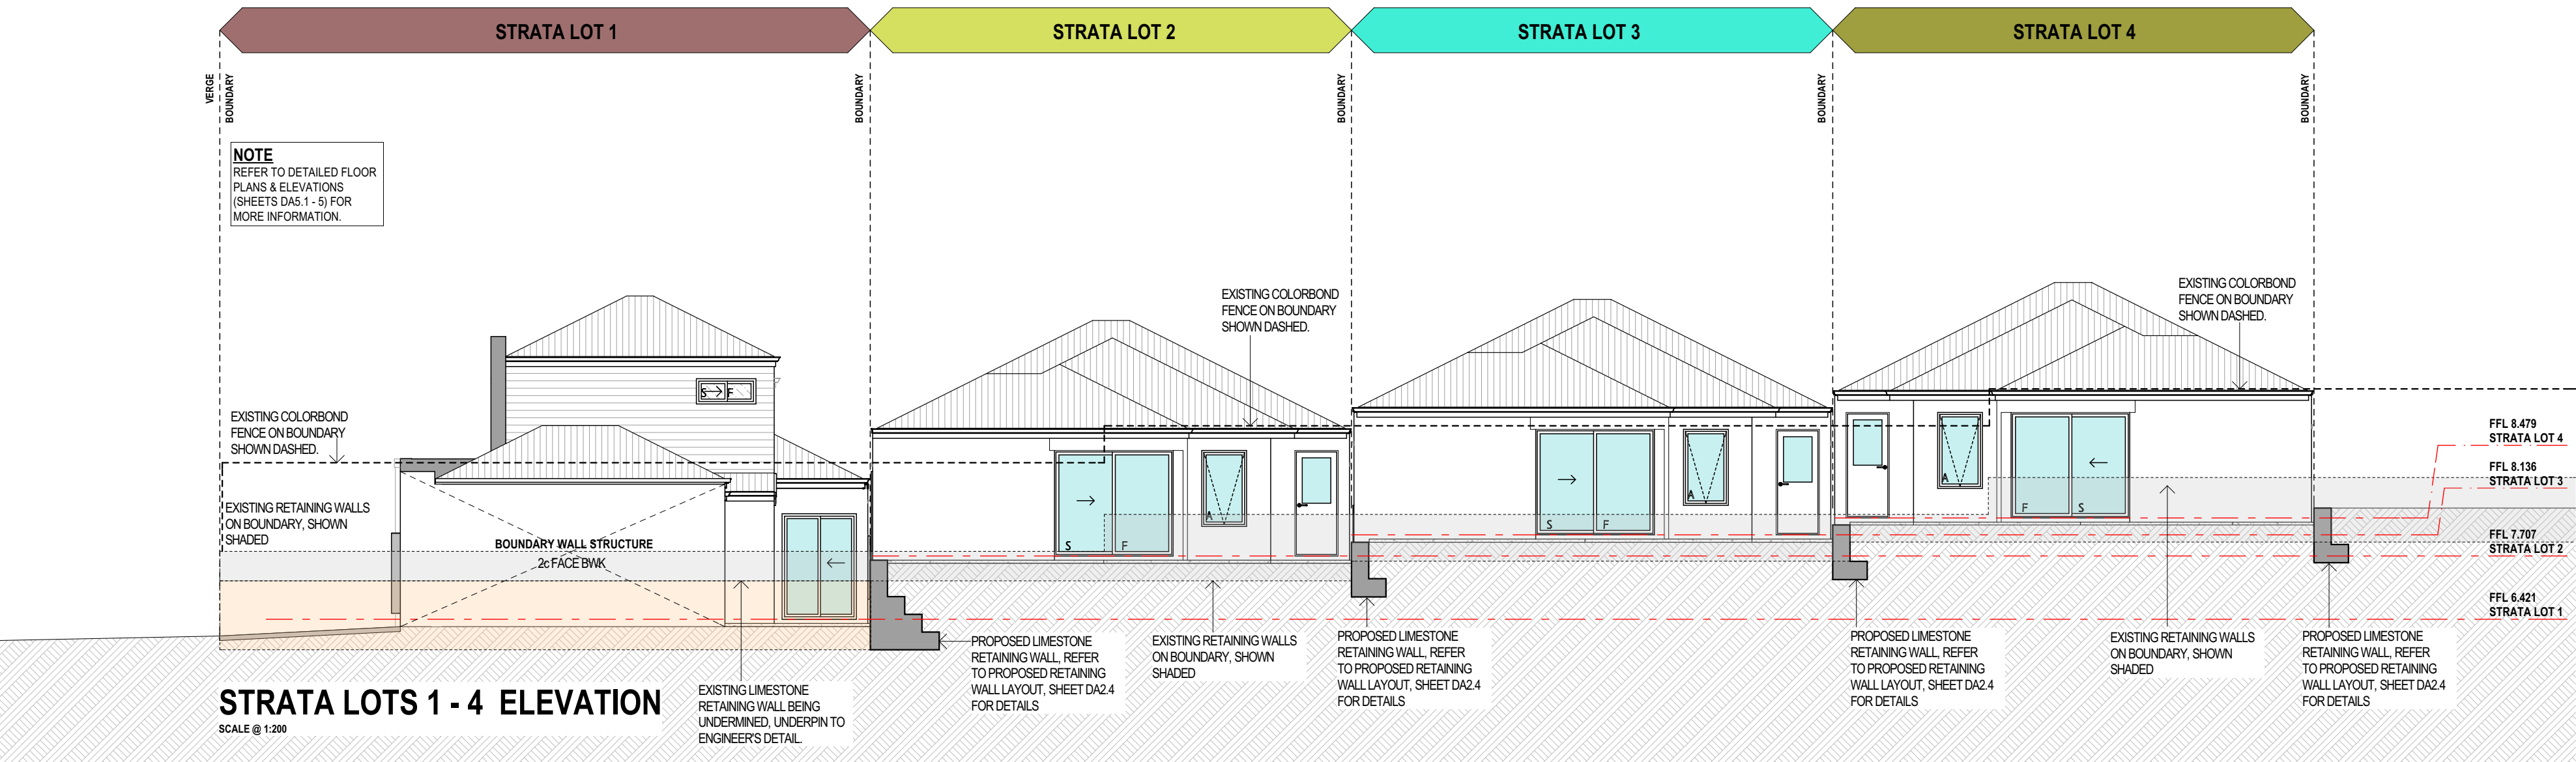 STRATA LOT 1
STRATA LOT 2
STRATA LOT 3
STRATA LOT 4
VERGE
BOUNDARY
BOUNDARY
BOUNDARY
BOUNDARY
BOUNDARY
NOTE
REFER TO DETAILED FLOOR
PLANS & ELEVATIONS
(SHEETS DA5.1 - 5) FOR
MORE INFORMATION.
EXISTING COLORBOND
FENCE ON BOUNDARY
SHOWN DASHED.
EXISTING COLORBOND
FENCE ON BOUNDARY
SHOWN DASHED.
EXISTING COLORBOND
FENCE ON BOUNDARY
SHOWN DASHED.
S
F
EXISTING RETAINING WALLS
ON BOUNDARY, SHOWN
SHADED
BOUNDARY WALL STRUCTURE
2c FACE BWK
S
F
A
S
F
A
A
F
S
FFL 8.479
STRATA LOT 4
FFL 8.136
STRATA LOT 3
FFL 7.707
STRATA LOT 2
FFL 6.421
STRATA LOT 1
PROPOSED LIMESTONE
RETAINING WALL, REFER
TO PROPOSED RETAINING
WALL LAYOUT, SHEET DA2.4
FOR DETAILS
EXISTING RETAINING WALLS
ON BOUNDARY, SHOWN
SHADED
PROPOSED LIMESTONE
RETAINING WALL, REFER
TO PROPOSED RETAINING
WALL LAYOUT, SHEET DA2.4
FOR DETAILS
PROPOSED LIMESTONE
RETAINING WALL, REFER
TO PROPOSED RETAINING
WALL LAYOUT, SHEET DA2.4
FOR DETAILS
EXISTING RETAINING WALLS
ON BOUNDARY, SHOWN
SHADED
PROPOSED LIMESTONE
RETAINING WALL, REFER
TO PROPOSED RETAINING
WALL LAYOUT, SHEET DA2.4
FOR DETAILS
EXISTING LIMESTONE
RETAINING WALL BEING
UNDERMINED, UNDERPIN TO
ENGINEER'S DETAIL.
STRATA LOTS 1 - 4 ELEVATION
SCALE @ 1:200